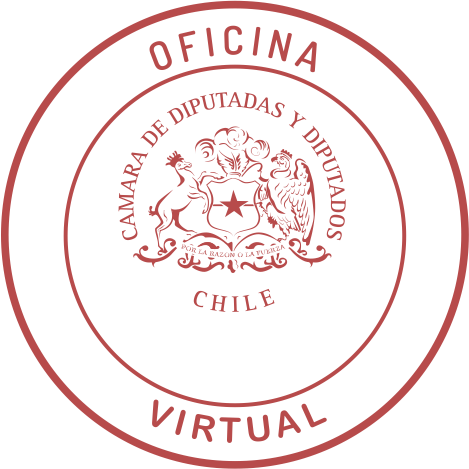 OFICINA
CAMARA DE DIPUTADAS Y DIPUTADOS
POR LA RAZON O LA FUERZA
CHILE
VIRTUAL